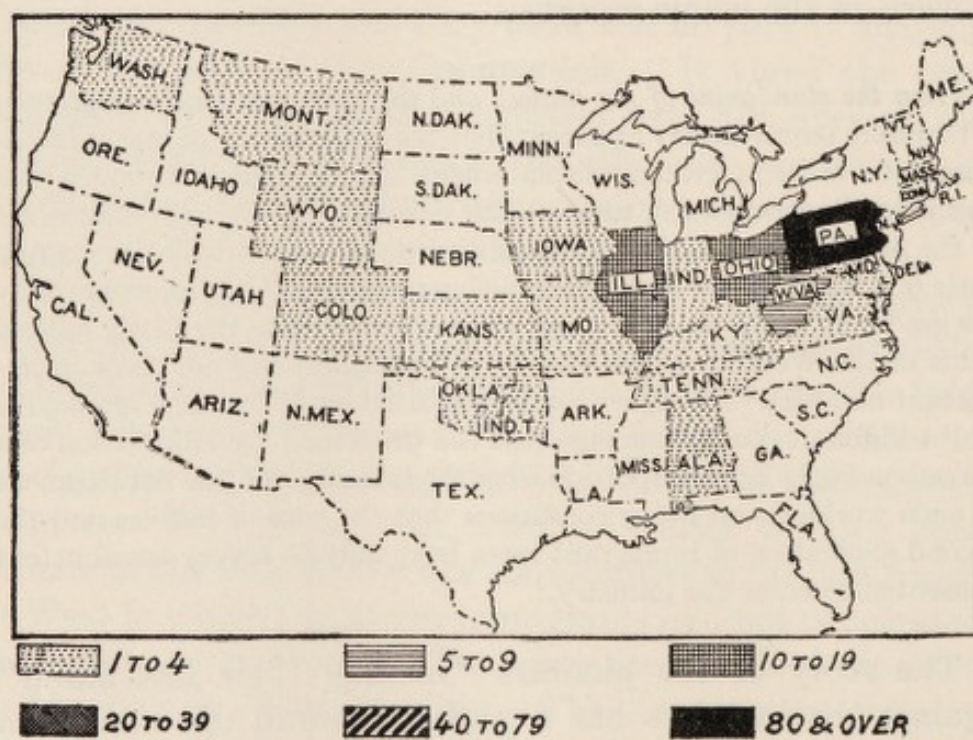 WASH.
MONT.
N.DAK.
MINN.
ME.
VT.
N.H.
ORE.
IDAHO
S.DAK.
WIS.
MICH.
N.Y.
MASS.
CONN.
R.I.
WYO.
IOWA
PA.
N.J.
NEV.
UTAH
NEBR.
ILL.
IND.
OHIO
MD.
DEL.
W.VA.
CAL.
COLO.
KANS.
MO.
KY.
VA.
ARIZ.
N.MEX.
OKLA.
IND.T.
ARK.
TENN.
N.C.
S.C.
TEX.
LA.
MISS.
ALA.
GA.
FLA.
1 TO 4
5 TO 9
10 TO 19
20 TO 39
40 TO 79
80 & OVER